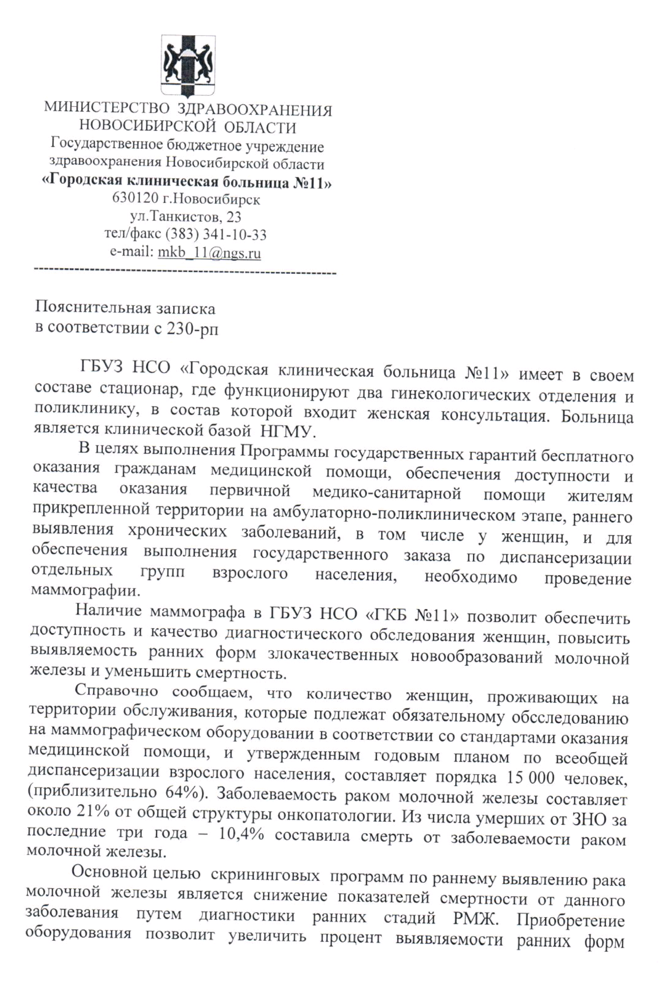 МИНИСТЕРСТВО ЗДРАВООХРАНЕНИЯ
НОВОСИБИРСКОЙ ОБЛАСТИ
Государственное бюджетное учреждение
здравоохранения Новосибирской области
«Городская клиническая больница №11»
630120 г.Новосибирск
ул.Танкистов, 23
тел/факс (383) 341-10-33
e-mail: mkb_11@ngs.ru
-----------------------------------------------------------
Пояснительная записка
в соответствии с 230-рп
ГБУЗ НСО «Городская клиническая больница №11» имеет в своем
составе стационар, где функционируют два гинекологических отделения и
поликлинику, в состав которой входит женская консультация. Больница
является клинической базой НГМУ.
В целях выполнения Программы государственных гарантий бесплатного
оказания гражданам медицинской помощи, обеспечения доступности и
качества оказания первичной медико-санитарной помощи жителям
прикрепленной территории на амбулаторно-поликлиническом этапе, раннего
выявления хронических заболеваний, в том числе у женщин, и для
обеспечения выполнения государственного заказа по диспансеризации
отдельных групп взрослого населения, необходимо проведение
маммографии.
Наличие маммографа в ГБУЗ НСО «ГКБ №11» позволит обеспечить
доступность и качество диагностического обследования женщин, повысить
выявляемость ранних форм злокачественных новообразований молочной
железы и уменьшить смертность.
Справочно сообщаем, что количество женщин, проживающих на
территории обслуживания, которые подлежат обязательному обсследованию
на маммографическом оборудовании в соответствии со стандартами оказания
медицинской помощи, и утвержденным годовым планом по всеобщей
диспансеризации взрослого населения, составляет порядка 15 000 человек,
(приблизительно 64%). Заболеваемость раком молочной железы составляет
около 21% от общей структуры онкопатологии. Из числа умерших от ЗНО за
последние три года – 10,4% составила смерть от заболеваемости раком
молочной железы.
Основной целью скрининговых программ по раннему выявлению рака
молочной железы является снижение показателей смертности от данного
заболевания путем диагностики ранних стадий РМЖ. Приобретение
оборудования позволит увеличить процент выявляемости ранних форм